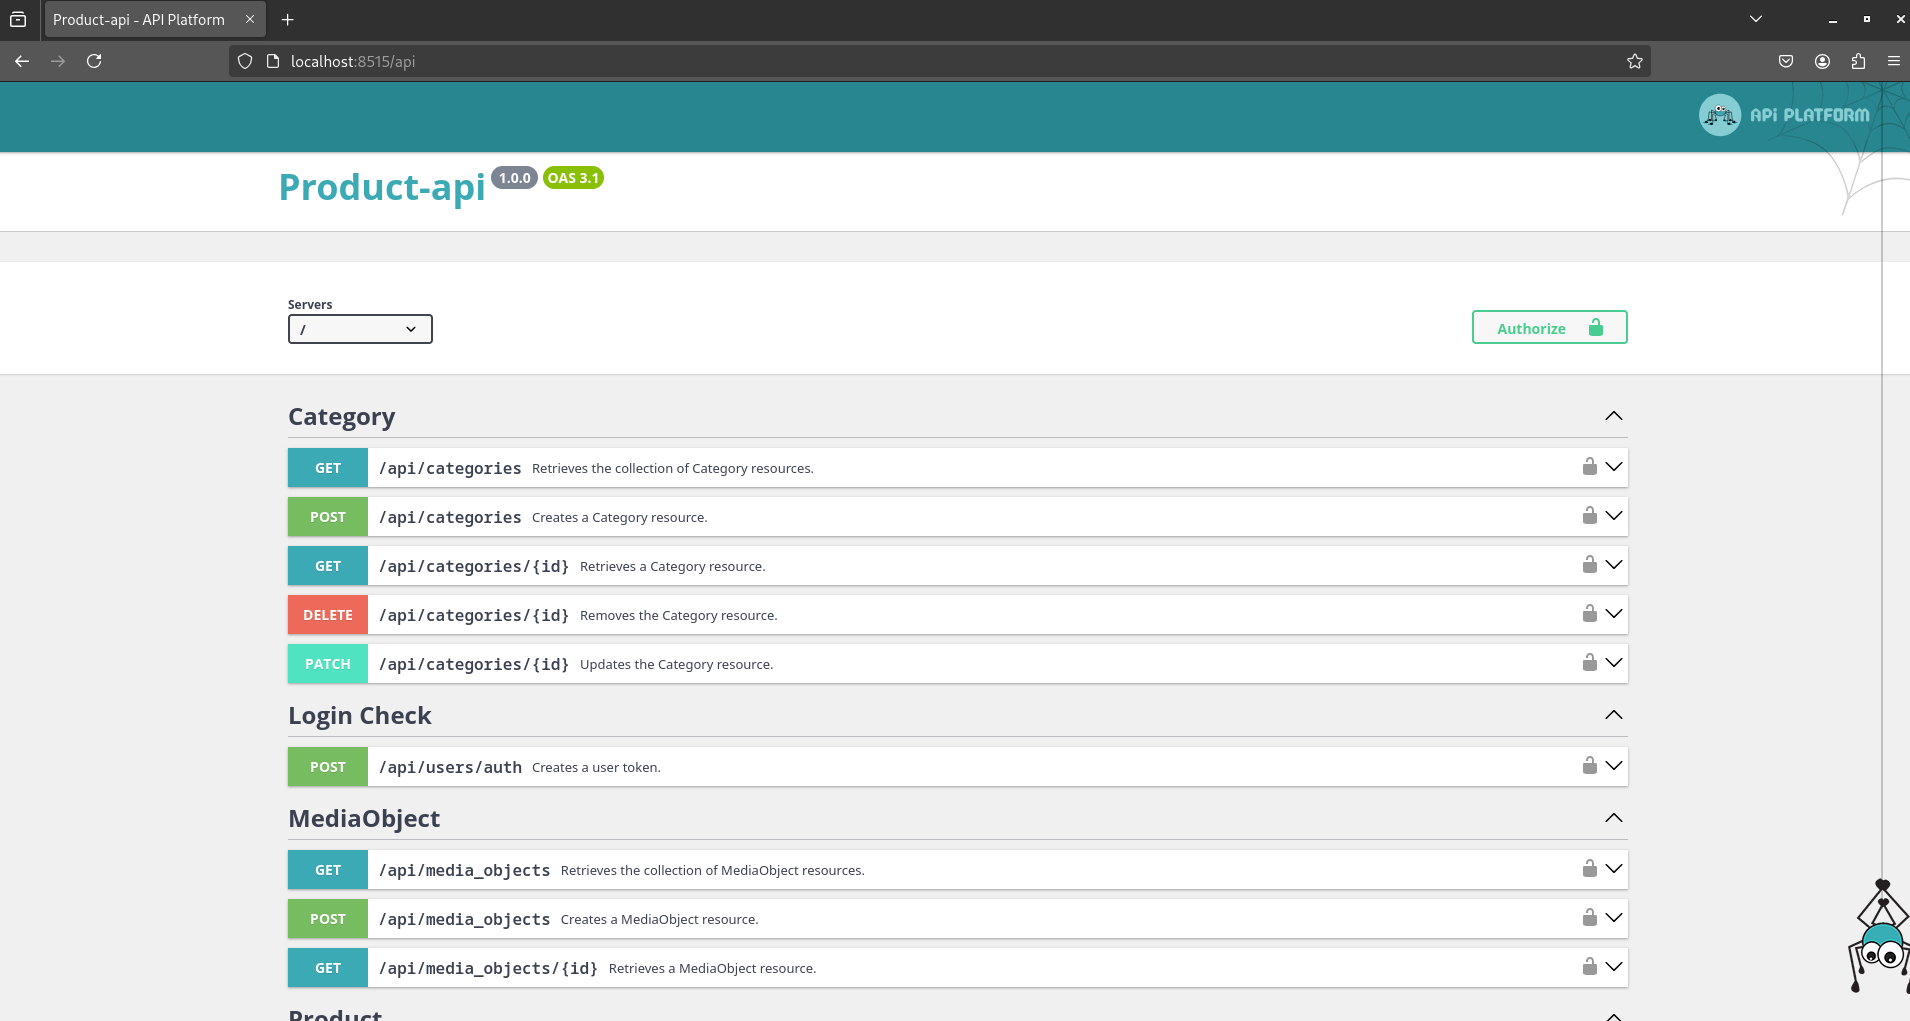 Product-api - API Platform
localhost:8515/api
API PLATFORM
Product-api 1.0.0 OAS 3.1
Servers
/
Authorize
Category
GET /api/categories Retrieves the collection of Category resources.
POST /api/categories Creates a Category resource.
GET /api/categories/{id} Retrieves a Category resource.
DELETE /api/categories/{id} Removes the Category resource.
PATCH /api/categories/{id} Updates the Category resource.
Login Check
POST /api/users/auth Creates a user token.
MediaObject
GET /api/media_objects Retrieves the collection of MediaObject resources.
POST /api/media_objects Creates a MediaObject resource.
GET /api/media_objects/{id} Retrieves a MediaObject resource.
Product